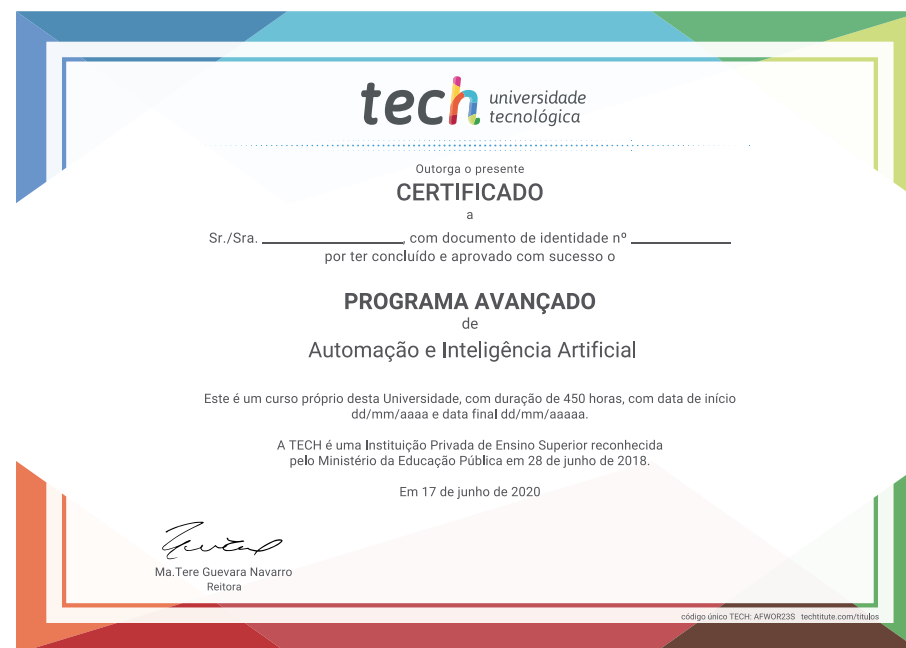 tech universidade
tecnológica
Outorga o presente
CERTIFICADO
a
Sr./Sra. ____________, com documento de identidade nº ____________
por ter concluído e aprovado com sucesso o
PROGRAMA AVANÇADO
de
Automação e Inteligência Artificial
Este é um curso próprio desta Universidade, com duração de 450 horas, com data de início
dd/mm/aaaa e data final dd/mm/aaaaa.
A TECH é uma Instituição Privada de Ensino Superior reconhecida
pelo Ministério da Educação Pública em 28 de junho de 2018.
Em 17 de junho de 2020
Ma.Tere Guevara Navarro
Reitora
código único TECH: AFWOR23S techtitute.com/titulos